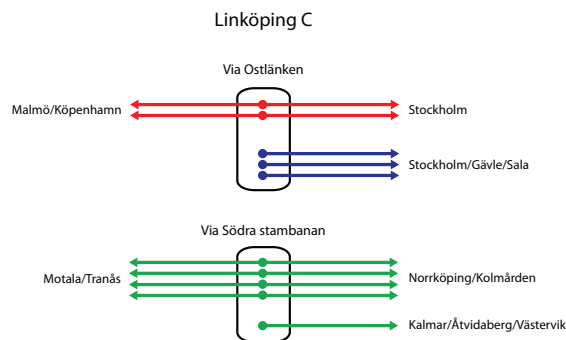 Linköping C
Via Ostlänken
Malmö/Köpenhamn
Stockholm
Stockholm/Gävle/Sala
Via Södra stambanan
Motala/Tranås
Norrköping/Kolmården
Kalmar/Åtvidaberg/Västervik